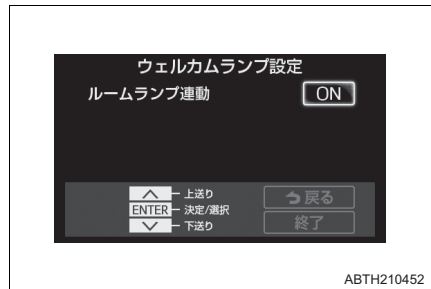 ウェルカムランプ設定
ルームランプ連動 ON
上送り
ENTER 決定/選択
下送り
戻る
終了
ABTH210452